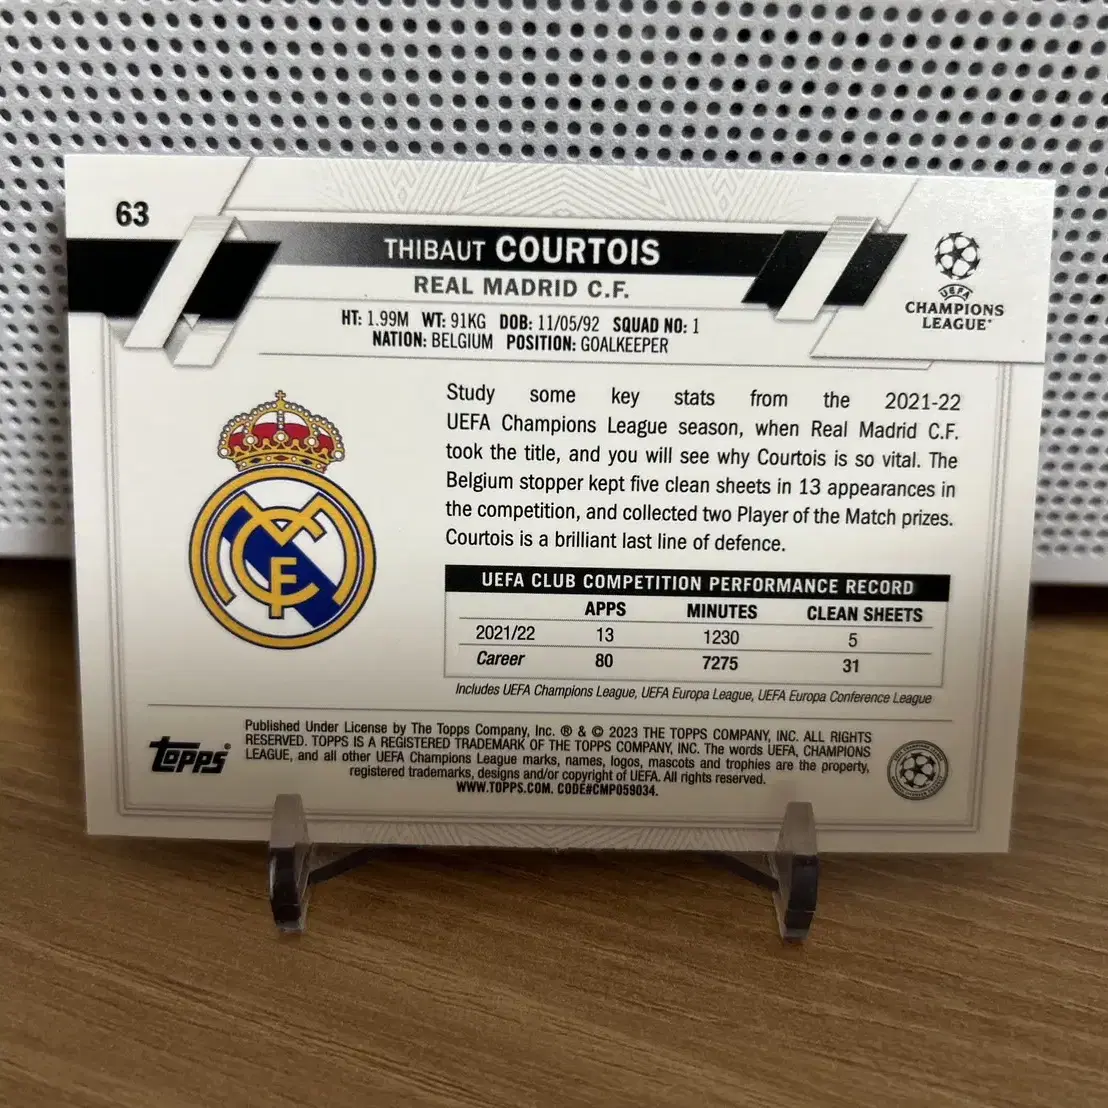 63
THIBAUT COURTOIS
REAL MADRID C.F.
HT: 1.99M WT: 91KG DOB: 11/05/92 SQUAD NO: 1
NATION: BELGIUM POSITION: GOALKEEPER
UEFA
CHAMPIONS
LEAGUE
Study some key stats from the 2021-22
UEFA Champions League season, when Real Madrid C.F.
took the title, and you will see why Courtois is so vital. The
Belgium stopper kept five clean sheets in 13 appearances in
the competition, and collected two Player of the Match prizes.
Courtois is a brilliant last line of defence.
UEFA CLUB COMPETITION PERFORMANCE RECORD
APPS MINUTES CLEAN SHEETS
2021/22 13 1230 5
Career 80 7275 31
Includes UEFA Champions League, UEFA Europa League, UEFA Europa Conference League
topps®
Published Under License by The Topps Company, Inc. ® & © 2023 THE TOPPS COMPANY, INC. ALL RIGHTS
RESERVED. TOPPS IS A REGISTERED TRADEMARK OF THE TOPPS COMPANY, INC. The words UEFA, CHAMPIONS
LEAGUE, and all other UEFA Champions League marks, names, logos, mascots and trophies are the property,
registered trademarks, designs and/or copyright of UEFA. All rights reserved.
WWW.TOPPS.COM. CODE#CMP059034.